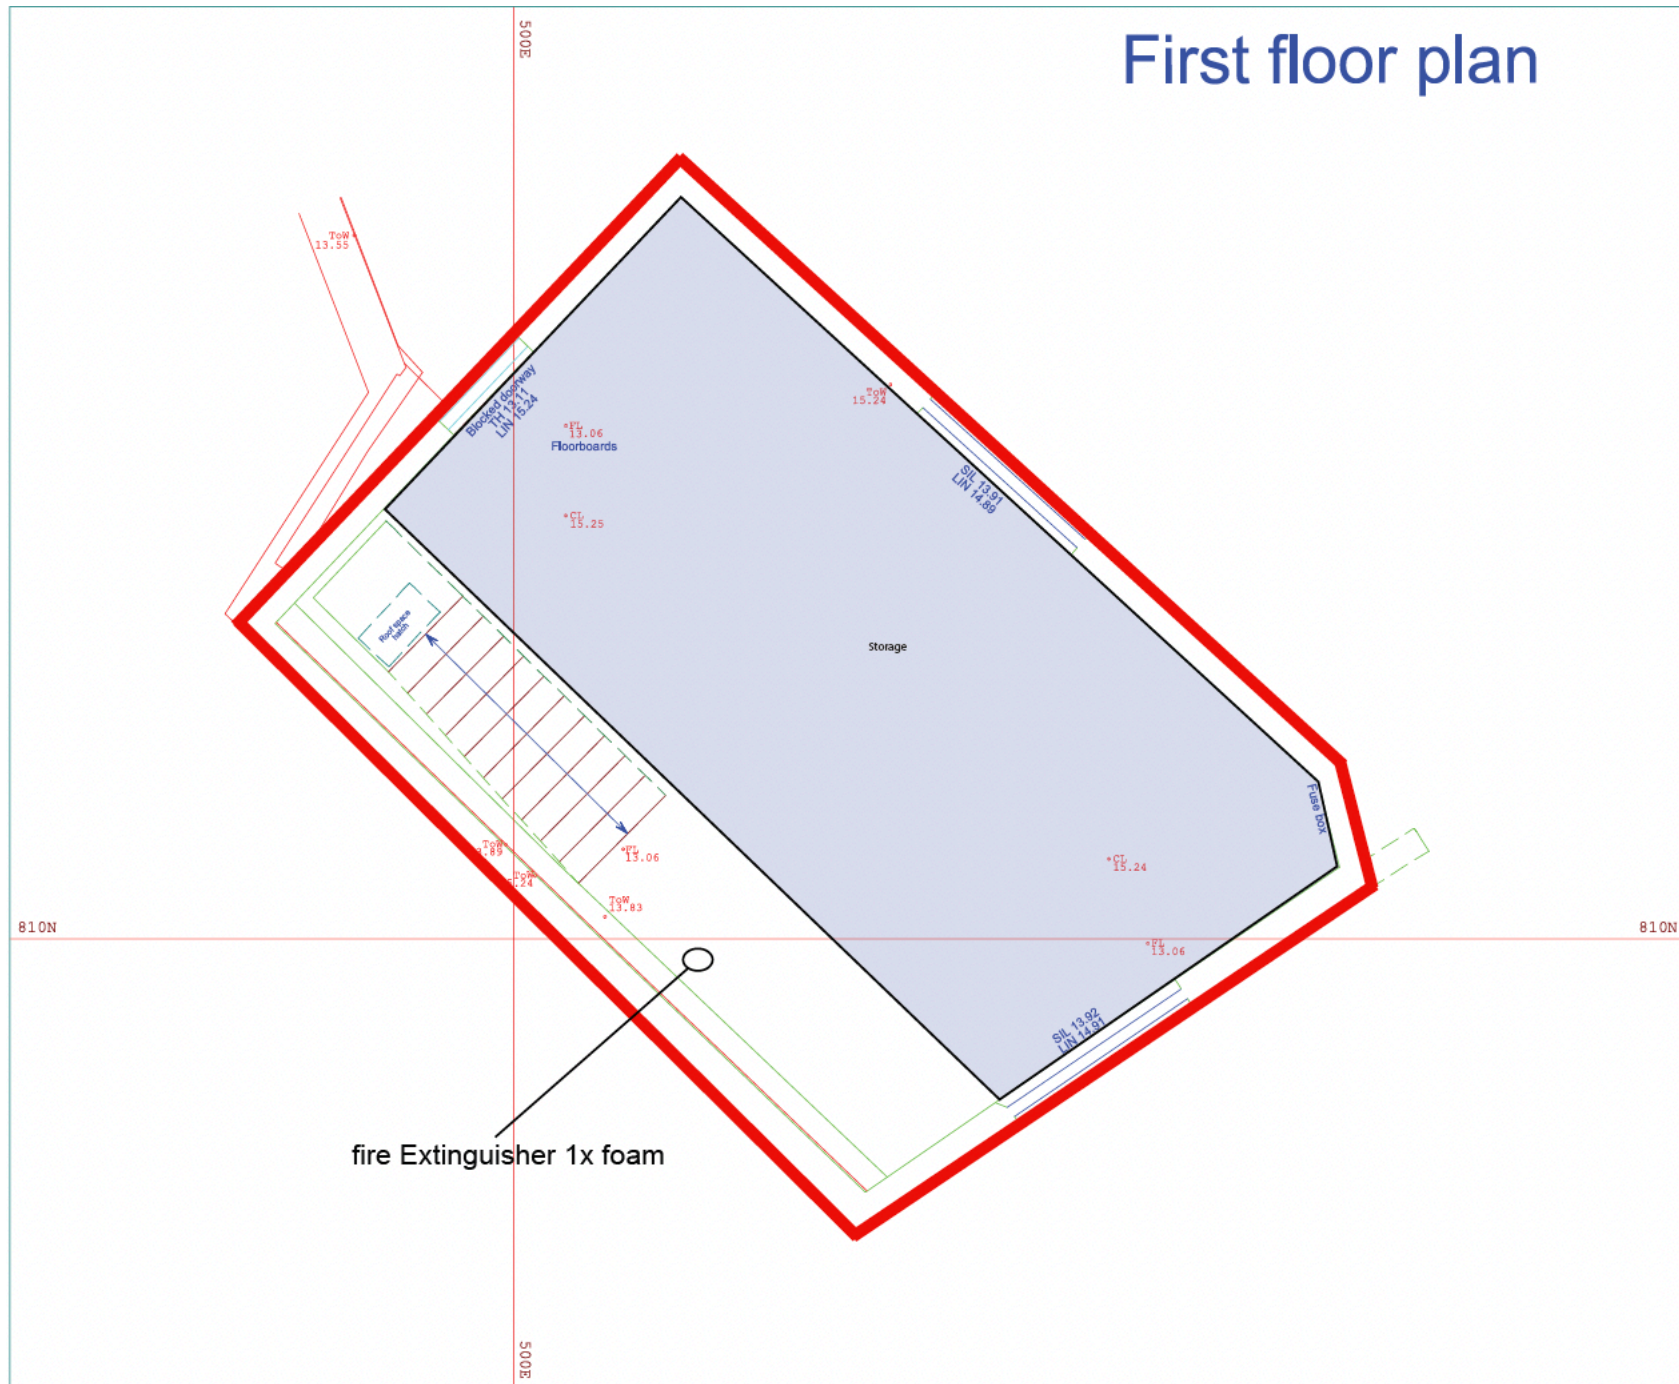 500E
First floor plan
ToW
13.55
Blocked doorway
TH 13.11
LIN 15.24
FL
13.06
Floorboards
CL
15.25
ToW
15.24
SIL 13.91
LIN 14.89
Roof space
hatch
Storage
Fuse box
ToW
FL
13.06
ToW
ToW
13.83
CL
15.24
810N
810N
FL
13.06
SIL 13.92
LIN 14.91
fire Extinguisher 1x foam
500E